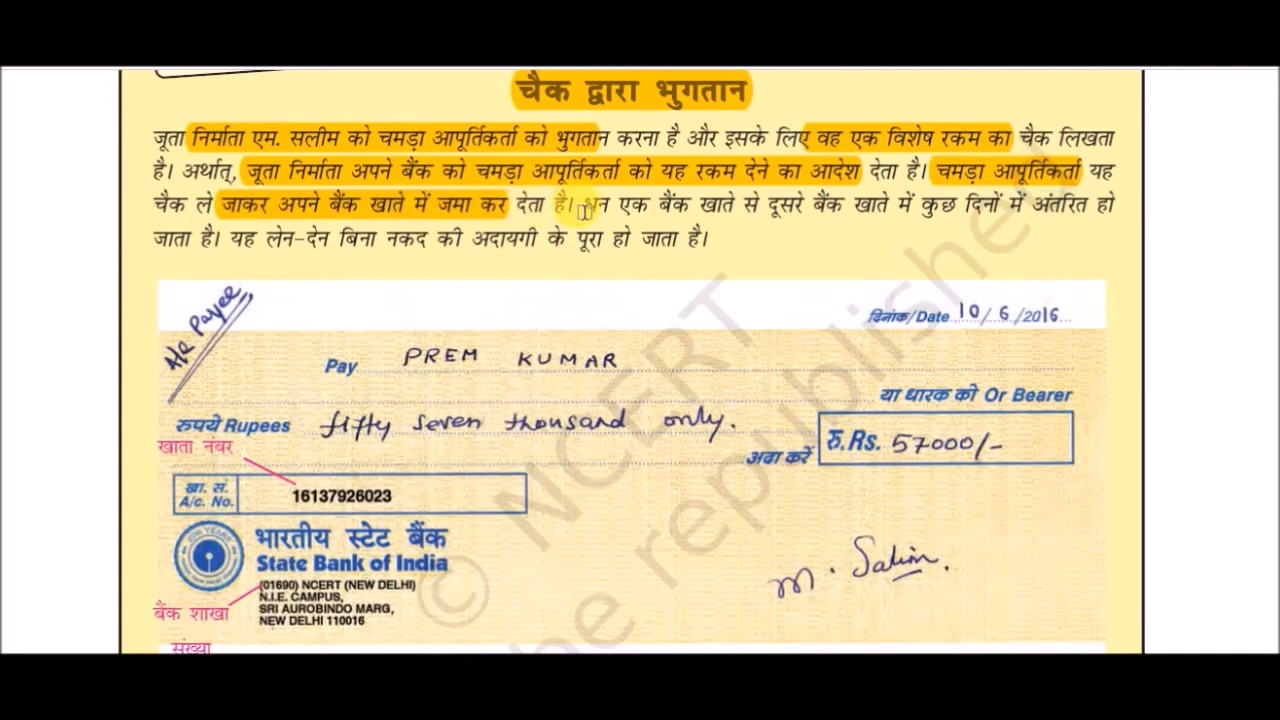 चैक द्वारा भुगतान
जूता निर्माता एम. सलीम को चमड़ा आपूर्तिकर्ता को भुगतान करना है और इसके लिए वह एक विशेष रकम का चैक लिखता
है। अर्थात्, जूता निर्माता अपने बैंक को चमड़ा आपूर्तिकर्ता को यह रकम देने का आदेश देता है। चमड़ा आपूर्तिकर्ता यह
चैक ले जाकर अपने बैंक खाते में जमा कर देता है। धन एक बैंक खाते से दूसरे बैंक खाते में कुछ दिनों में अंतरित हो
जाता है। यह लेन-देन बिना नकद की अदायगी के पूरा हो जाता है।
A/c Payee
दिनांक/Date 10/6/2016
Pay PREM KUMAR
या धारक को Or Bearer
रुपये Rupees fifty seven thousand only.
अदा करें रु.Rs. 57000/-
खाता नंबर
खा. सं.
A/c. No. 16137926023
भारतीय स्टेट बैंक
State Bank of India
(01690) NCERT (NEW DELHI)
N.I.E. CAMPUS,
SRI AUROBINDO MARG,
NEW DELHI 110016
बैंक शाखा
संख्या
M. Salim
© NCERT
be republished